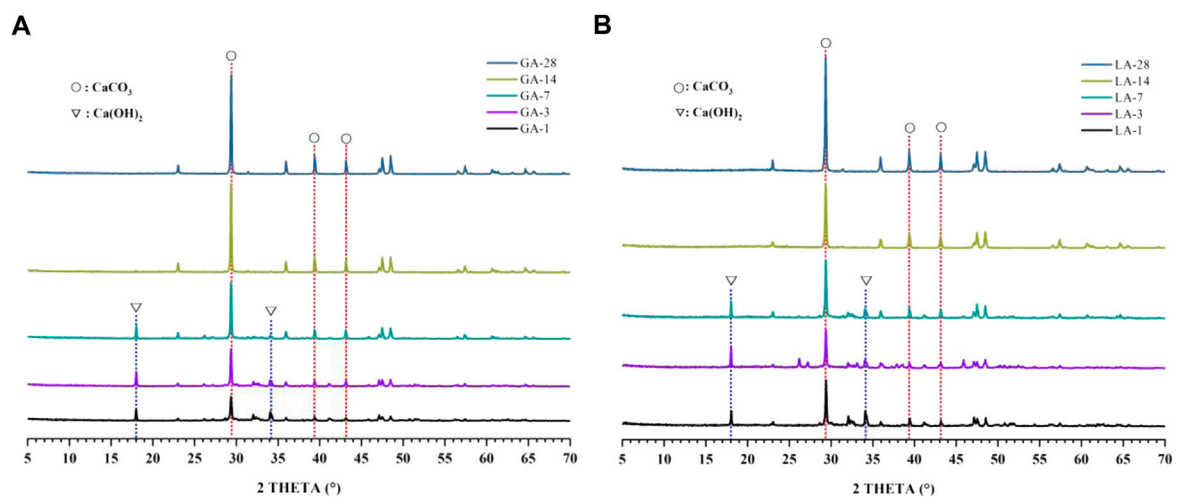 A
○ : CaCO3
▽ : Ca(OH)2
GA-28
GA-14
GA-7
GA-3
GA-1
5 10 15 20 25 30 35 40 45 50 55 60 65 70
2 THETA (°)
B
○: CaCO3
▽: Ca(OH)2
LA-28
LA-14
LA-7
LA-3
LA-1
5 10 15 20 25 30 35 40 45 50 55 60 65 70
2 THETA (°)